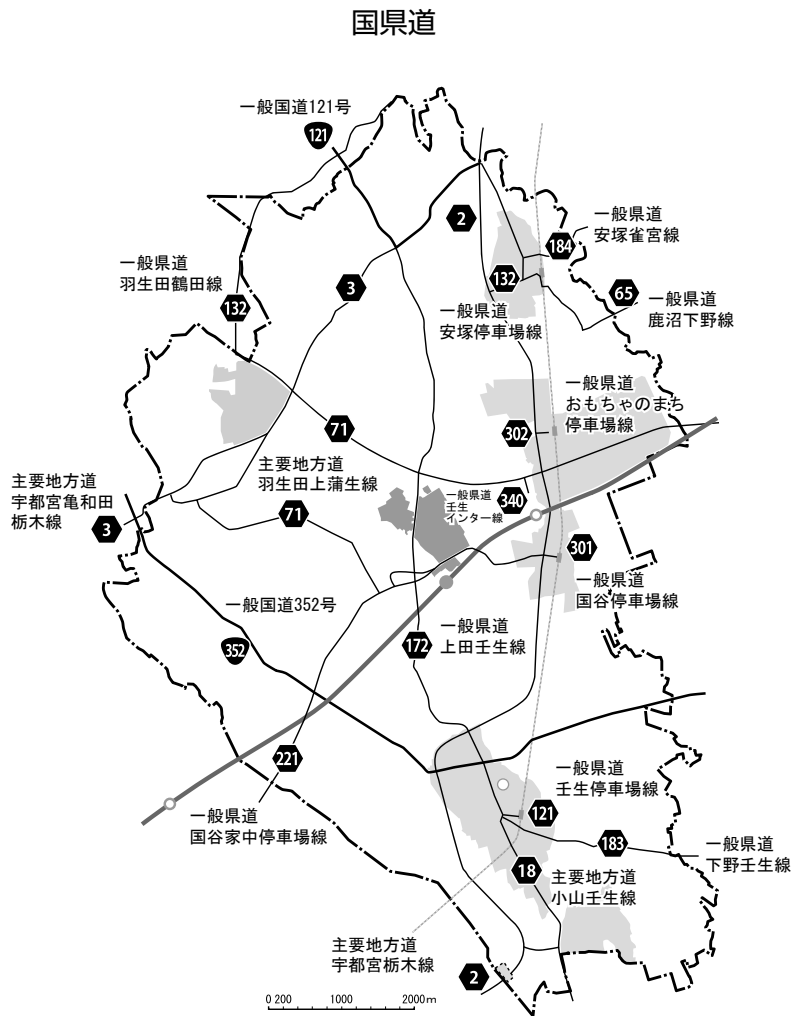 国県道
一般国道121号
121
2
一般県道
安塚雀宮線
184
一般県道
羽生田鶴田線
132
3
132
65
一般県道
鹿沼下野線
一般県道
安塚停車場線
一般県道
おもちゃのまち
停車場線
302
71
主要地方道
羽生田上蒲生線
主要地方道
宇都宮亀和田
栃木線
3
71
一般県道
壬生
インター線
340
301
一般県道
国谷停車場線
一般国道352号
352
172
一般県道
上田壬生線
221
一般県道
国谷家中停車場線
一般県道
壬生停車場線
121
183
一般県道
下野壬生線
18
主要地方道
小山壬生線
主要地方道
宇都宮栃木線
2
0 200 1000 2000m